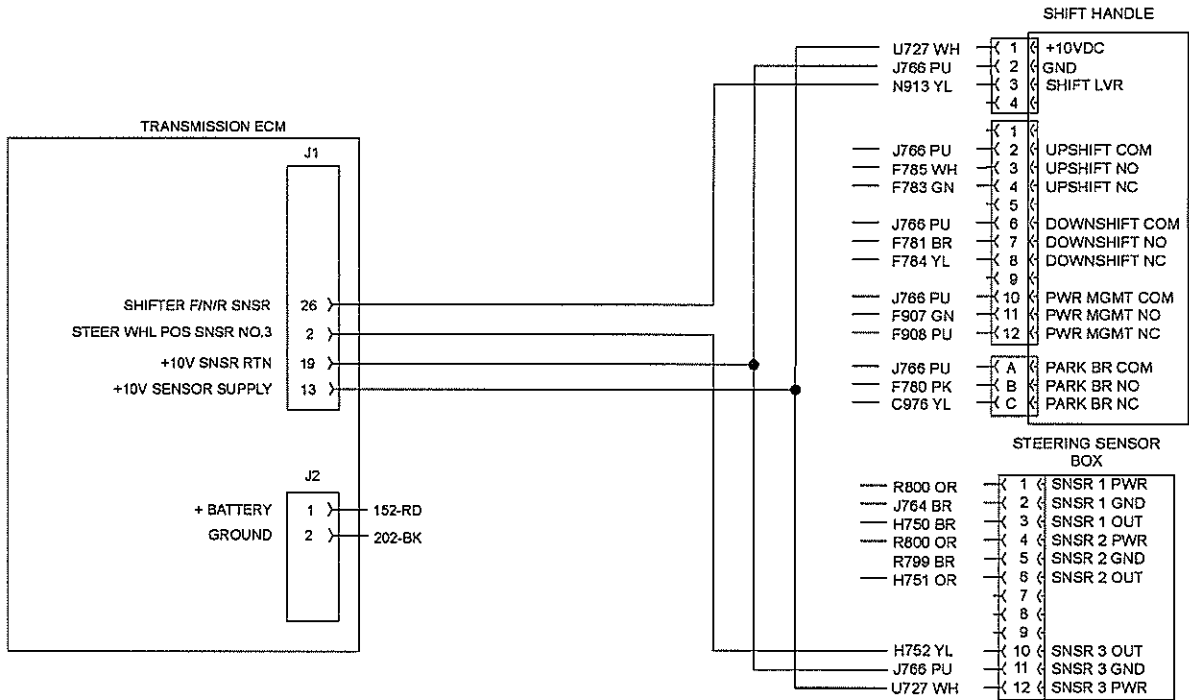 SHIFT HANDLE
U727 WH 1 +10VDC
J766 PU 2 GND
N913 YL 3 SHIFT LVR
4
TRANSMISSION ECM
J1
1
J766 PU 2 UPSHIFT COM
F785 WH 3 UPSHIFT NO
F783 GN 4 UPSHIFT NC
5
J766 PU 6 DOWNSHIFT COM
F781 BR 7 DOWNSHIFT NO
F784 YL 8 DOWNSHIFT NC
9
J766 PU 10 PWR MGMT COM
F907 GN 11 PWR MGMT NO
F908 PU 12 PWR MGMT NC
J766 PU A PARK BR COM
F780 PK B PARK BR NO
C976 YL C PARK BR NC
SHIFTER F/N/R SNSR 26
STEER WHL POS SNSR NO.3 2
+10V SNSR RTN 19
+10V SENSOR SUPPLY 13
J2
+ BATTERY 1 152-RD
GROUND 2 202-BK
STEERING SENSOR
BOX
R800 OR 1 SNSR 1 PWR
J764 BR 2 SNSR 1 GND
H750 BR 3 SNSR 1 OUT
R800 OR 4 SNSR 2 PWR
R799 BR 5 SNSR 2 GND
H751 OR 6 SNSR 2 OUT
7
8
9
H752 YL 10 SNSR 3 OUT
J766 PU 11 SNSR 3 GND
U727 WH 12 SNSR 3 PWR